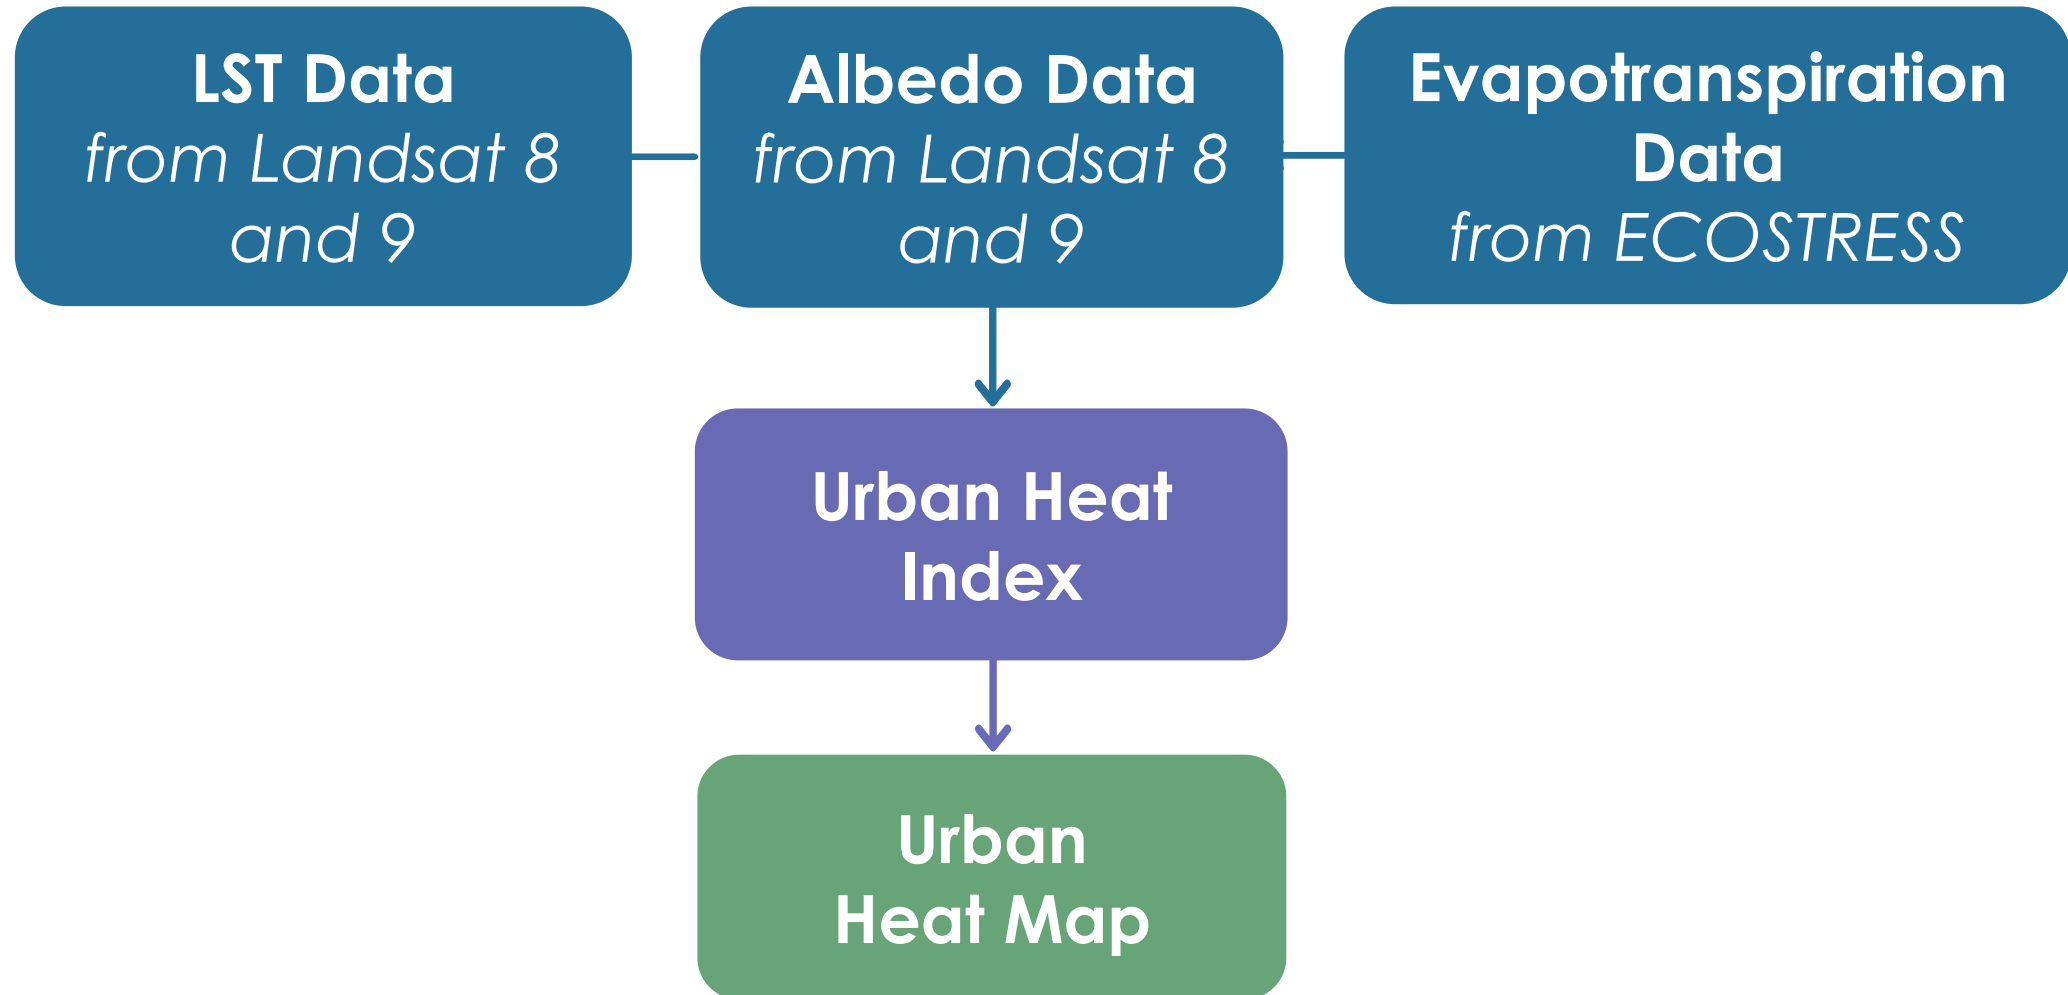 LST Data
from Landsat 8
and 9
Albedo Data
from Landsat 8
and 9
Evapotranspiration
Data
from ECOSTRESS
Urban Heat
Index
Urban
Heat Map